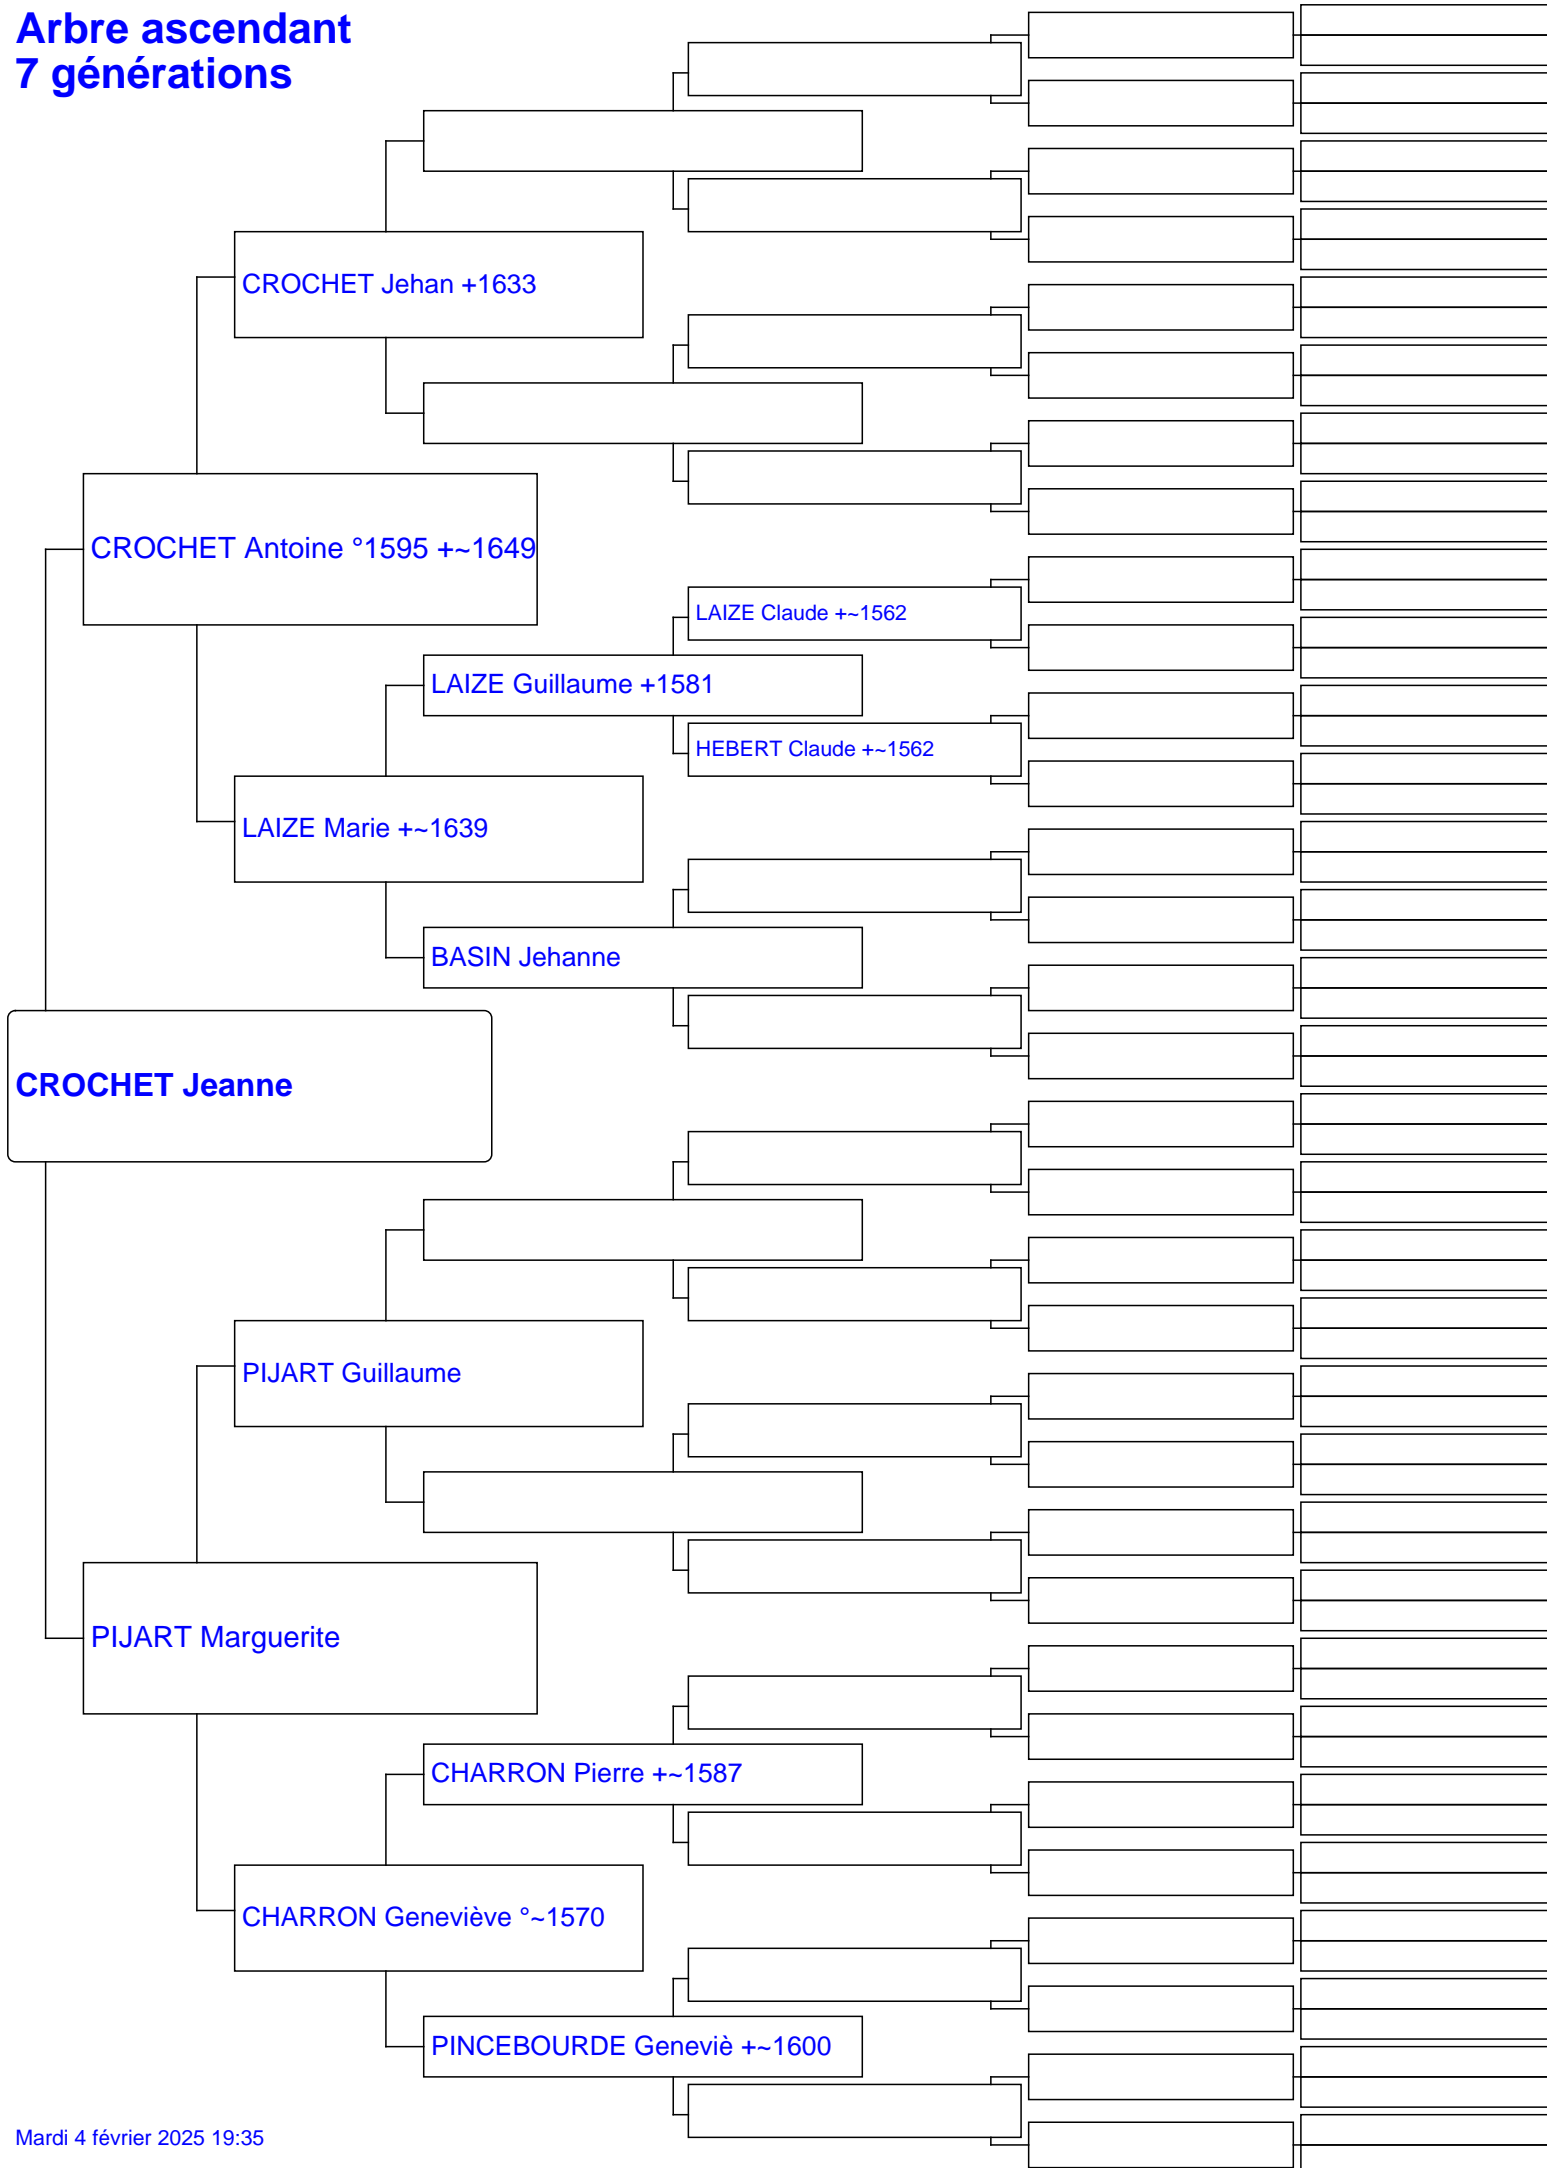 Arbre ascendant
7 générations
CROCHET Jehan +1633
CROCHET Antoine °1595 +~1649
LAIZE Claude +~1562
LAIZE Guillaume +1581
HEBERT Claude +~1562
LAIZE Marie +~1639
BASIN Jehanne
CROCHET Jeanne
PIJART Guillaume
PIJART Marguerite
CHARRON Pierre +~1587
CHARRON Geneviève °~1570
PINCEBOURDE Geneviè +~1600
Mardi 4 février 2025 19:35